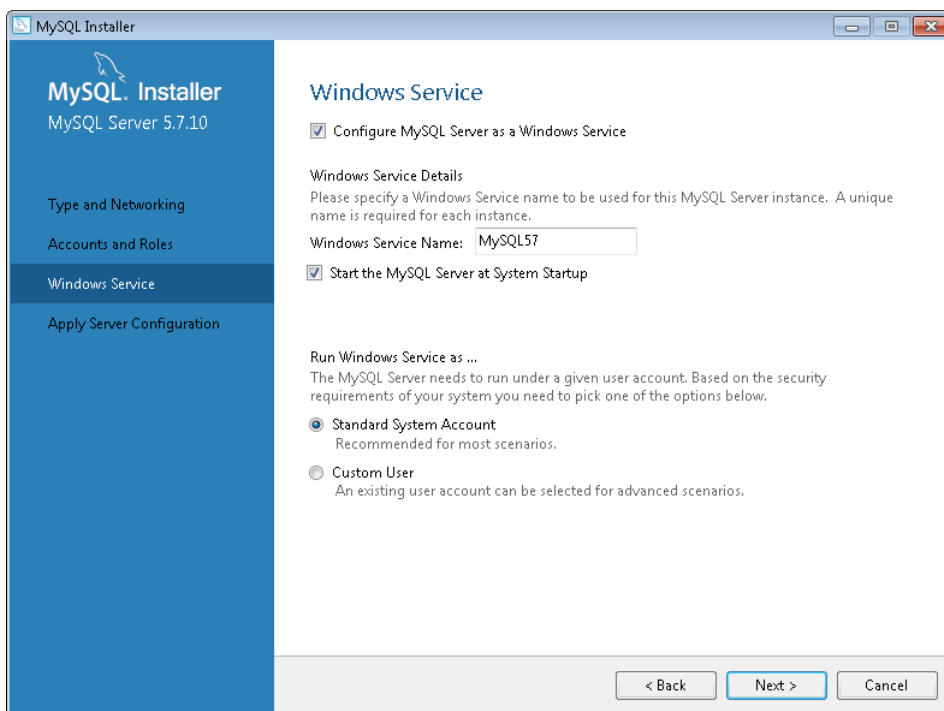 MySQL Installer
MySQL. Installer
MySQL Server 5.7.10
Type and Networking
Accounts and Roles
Windows Service
Apply Server Configuration
Windows Service
Configure MySQL Server as a Windows Service
Windows Service Details
Please specify a Windows Service name to be used for this MySQL Server instance. A unique
name is required for each instance.
Windows Service Name: MySQL57
Start the MySQL Server at System Startup
Run Windows Service as ...
The MySQL Server needs to run under a given user account. Based on the security
requirements of your system you need to pick one of the options below.
Standard System Account
Recommended for most scenarios.
Custom User
An existing user account can be selected for advanced scenarios.
< Back Next > Cancel